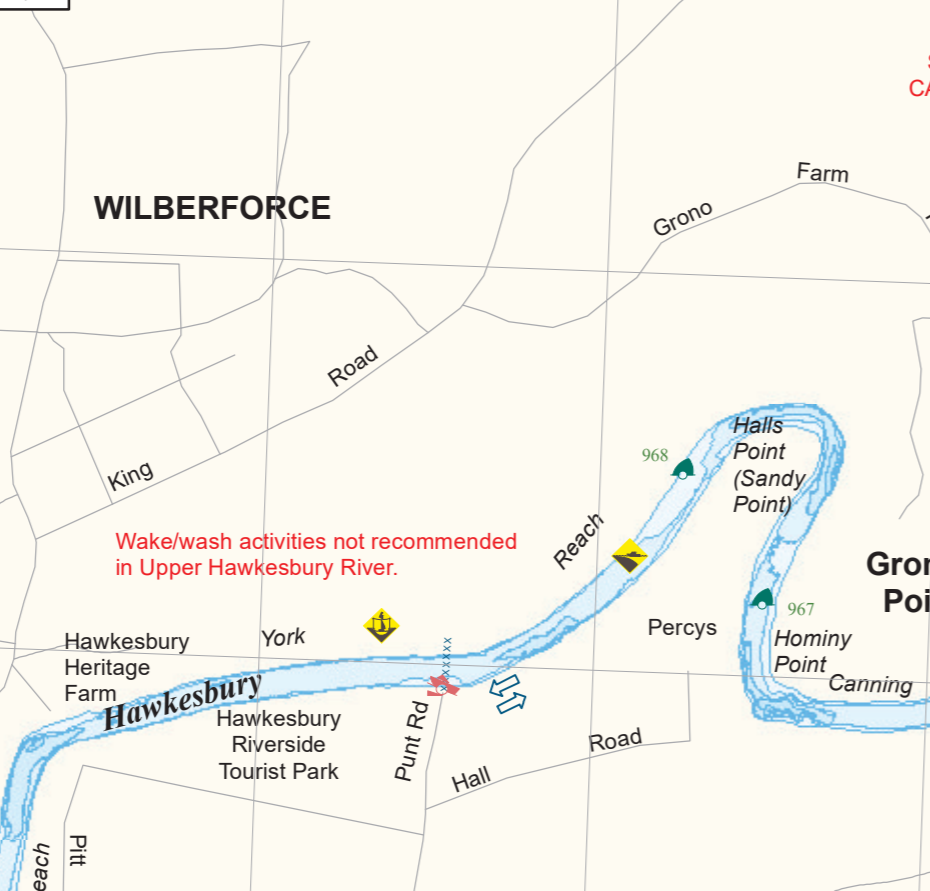 S
CA
Farm
Grono
WILBERFORCE
Road
King
Halls
Point
(Sandy
Point)
968
Reach
Wake/wash activities not recommended
in Upper Hawkesbury River.
Gron
Poi
967
Percys
York
Hominy
Point
Canning
Hawkesbury
Heritage
Farm
Hawkesbury
Hawkesbury
Riverside
Tourist Park
Punt Rd
Hall
Road
Pitt
each